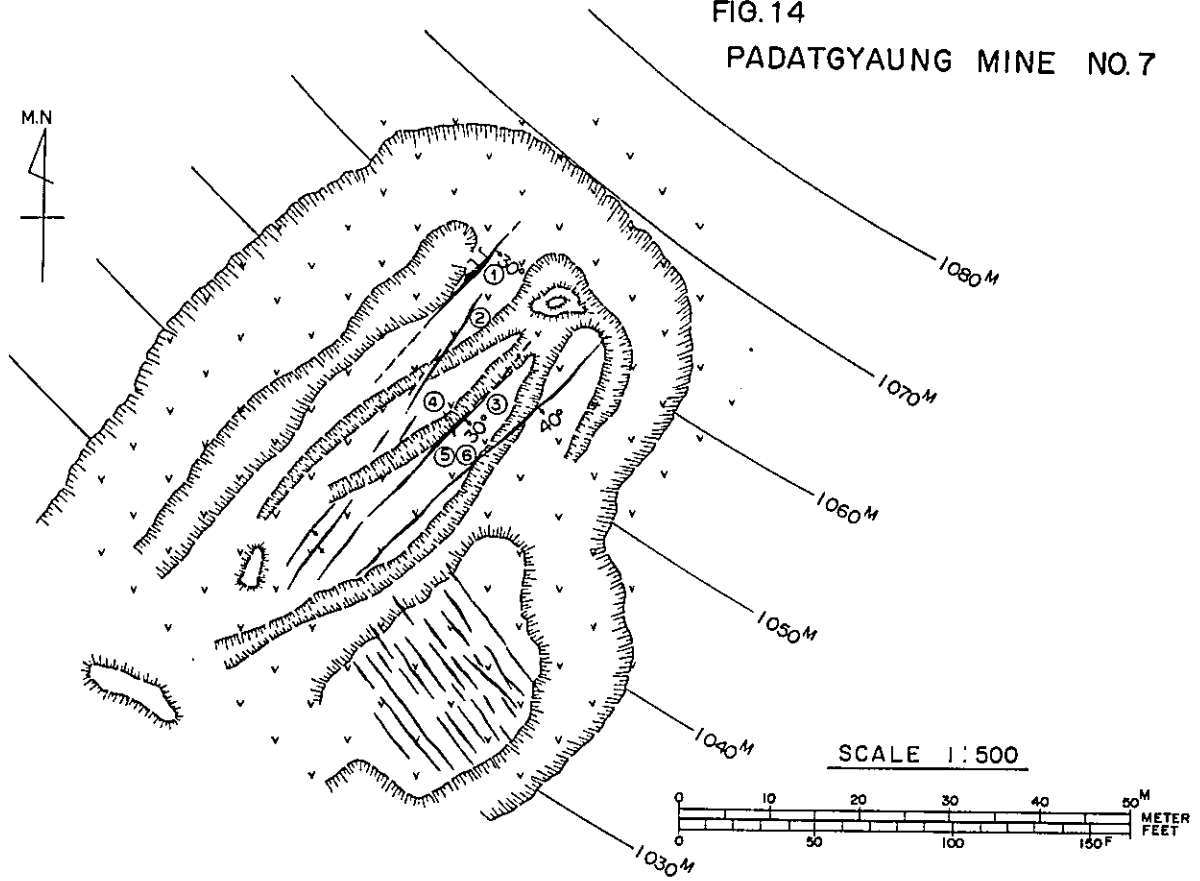 FIG. 14
PADATGYAUNG MINE NO. 7
M.N
1080M
1070M
1060M
1050M
1040M
1030M
① 30°
②
④ ③
30° 40°
⑤ ⑥
SCALE 1:500
0 10 20 30 40 50M
METER
FEET
0 50 100 150F